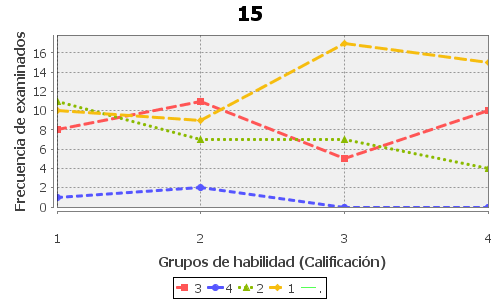 15
Frecuencia de examinados
16
14
12
10
8
6
4
2
0
1 2 3 4
Grupos de habilidad (Calificación)
3 4 2 1 .